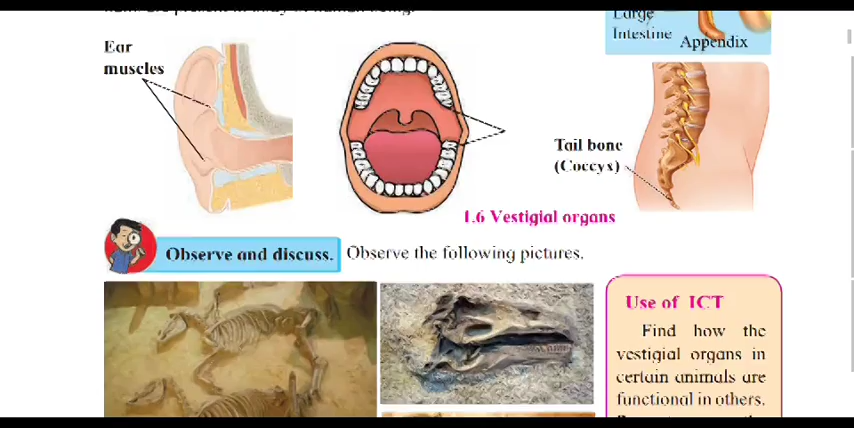 Large
Intestine
Appendix
Ear
muscles
Tail bone
(Coccyx)
1.6 Vestigial organs
Observe and discuss.
Observe the following pictures.
Use of ICT
Find how the
vestigial organs in
certain animals are
functional in others.